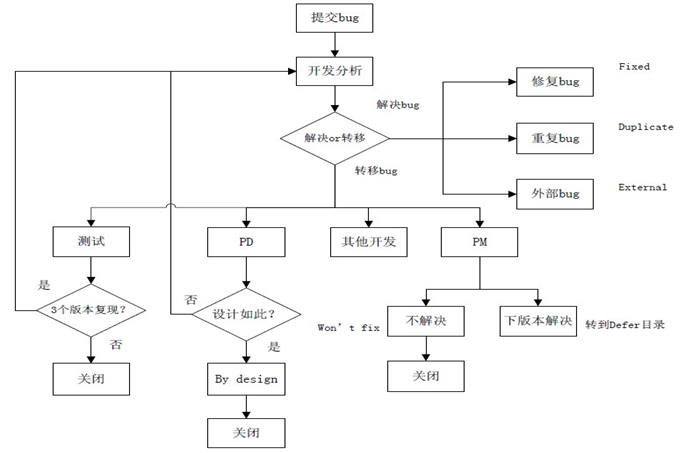 提交bug
开发分析
Fixed
修复bug
解决bug
解决or转移
重复bug
Duplicate
转移bug
外部bug
External
测试
PD
其他开发
PM
是
3个版本复现？
否
设计如此？
Won't fix
不解决
下版本解决
转到Defer目录
否
是
关闭
By design
关闭
关闭